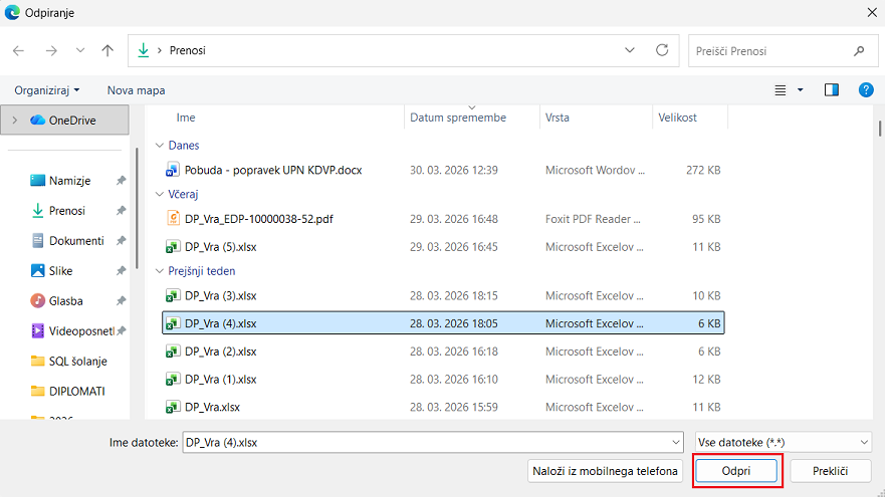 Odpiranje
Prenosi
Preišči Prenosi
Organiziraj
Nova mapa
OneDrive
Namizje
Prenosi
Dokumenti
Slike
Glasba
Videoposnetl
SQL šolanje
DIPLOMATI
Ime Datum spremembe Vrsta Velikost
Danes
Pobuda - popravek UPN KDVP.docx 30. 03. 2026 12:39 Microsoft Wordov ... 272 KB
Včeraj
DP_Vra_EDP-10000038-52.pdf 29. 03. 2026 16:48 Foxit PDF Reader ... 95 KB
DP_Vra (5).xlsx 29. 03. 2026 16:45 Microsoft Excelov ... 11 KB
Prejšnji teden
DP_Vra (3).xlsx 28. 03. 2026 18:15 Microsoft Excelov ... 10 KB
DP_Vra (4).xlsx 28. 03. 2026 18:05 Microsoft Excelov ... 6 KB
DP_Vra (2).xlsx 28. 03. 2026 16:18 Microsoft Excelov ... 6 KB
DP_Vra (1).xlsx 28. 03. 2026 16:10 Microsoft Excelov ... 12 KB
DP_Vra.xlsx 28. 03. 2026 15:59 Microsoft Excelov ... 11 KB
Ime datoteke: DP_Vra (4).xlsx Vse datoteke (*.*)
Naloži iz mobilnega telefona Odpri Prekliči